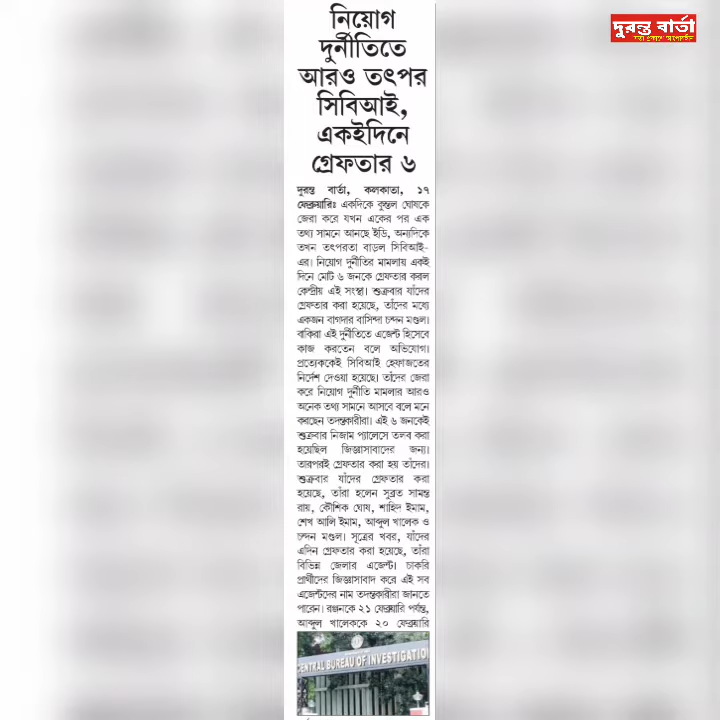 দুরন্ত বার্তা
নিয়োগ
দুর্নীতিতে
আরও তৎপর
সিবিআই,
একইদিনে
গ্রেফতার ৬
দুরন্ত বার্তা, কলকাতা, ১৭
ফেব্রুয়ারিঃ একদিকে কুন্তল ঘোষকে
জেরা করে যখন একের পর এক
তথ্য সামনে আনছে ইডি, অন্যদিকে
তখন তৎপরতা বাড়ল সিবিআই-
এর। নিয়োগ দুর্নীতির মামলায় একই
দিনে মোট ৬ জনকে গ্রেফতার করল
কেন্দ্রীয় এই সংস্থা। শুক্রবার যাঁদের
গ্রেফতার করা হয়েছে, তাঁদের মধ্যে
একজন বাগদার বাসিন্দা চন্দন মণ্ডল।
বাকিরা এই দুর্নীতিতে এজেন্ট হিসেবে
কাজ করতেন বলে অভিযোগ।
প্রত্যেককেই সিবিআই হেফাজতের
নির্দেশ দেওয়া হয়েছে। তাঁদের জেরা
করে নিয়োগ দুর্নীতি মামলার আরও
অনেক তথ্য সামনে আসবে বলে মনে
করছেন তদন্তকারীরা। এই ৬ জনকেই
শুক্রবার নিজাম প্যালেসে তলব করা
হয়েছিল জিজ্ঞাসাবাদের জন্য।
তারপরই গ্রেফতার করা হয় তাঁদের।
শুক্রবার যাঁদের গ্রেফতার করা
হয়েছে, তাঁরা হলেন সুব্রত সামন্ত
রায়, কৌশিক ঘোষ, শাহিদ ইমাম,
শেখ আলি ইমাম, আব্দুল খালেক ও
চন্দন মণ্ডল। সূত্রের খবর, যাঁদের
এদিন গ্রেফতার করা হয়েছে, তাঁরা
বিভিন্ন জেলার এজেন্ট। চাকরি
প্রার্থীদের জিজ্ঞাসাবাদ করে এই সব
এজেন্টদের নাম তদন্তকারীরা জানতে
পারেন। রঞ্জনকে ২১ ফেব্রুয়ারি পর্যন্ত,
আব্দুল খালেককে ২০ ফেব্রুয়ারি
CENTRAL BUREAU OF INVESTIGATIO